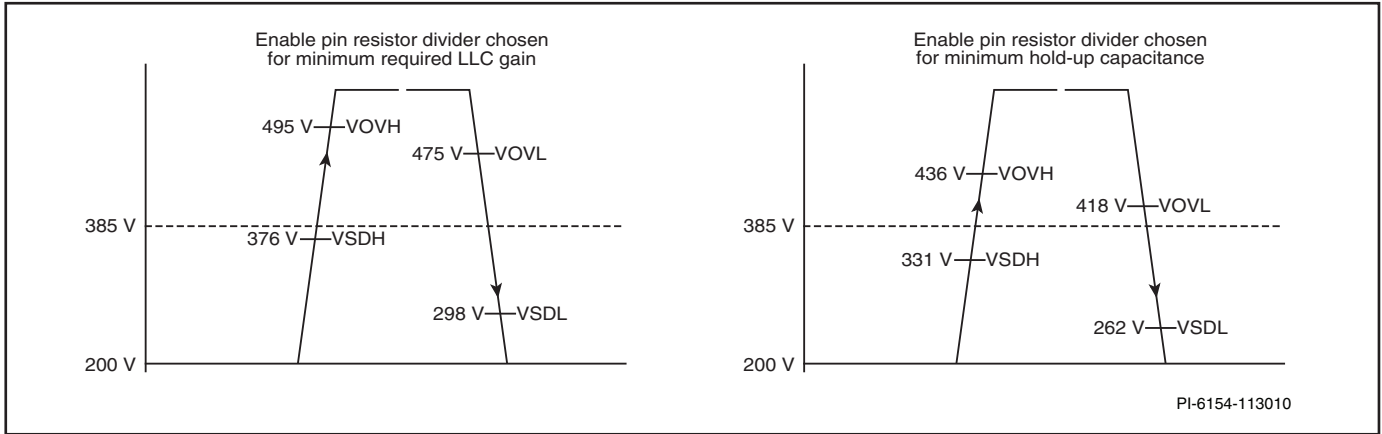 Enable pin resistor divider chosen
for minimum required LLC gain
495 V VOVH
475 V VOVL
385 V
376 V VSDH
298 V VSDL
200 V
Enable pin resistor divider chosen
for minimum hold-up capacitance
436 V VOVH
418 V VOVL
385 V
331 V VSDH
262 V VSDL
200 V
PI-6154-113010